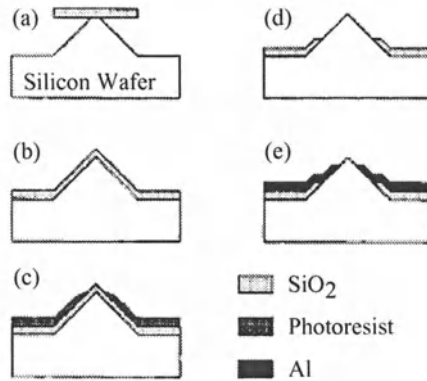 (a)
Silicon Wafer
(b)
(c)
(d)
(e)
SiO2
Photoresist
Al